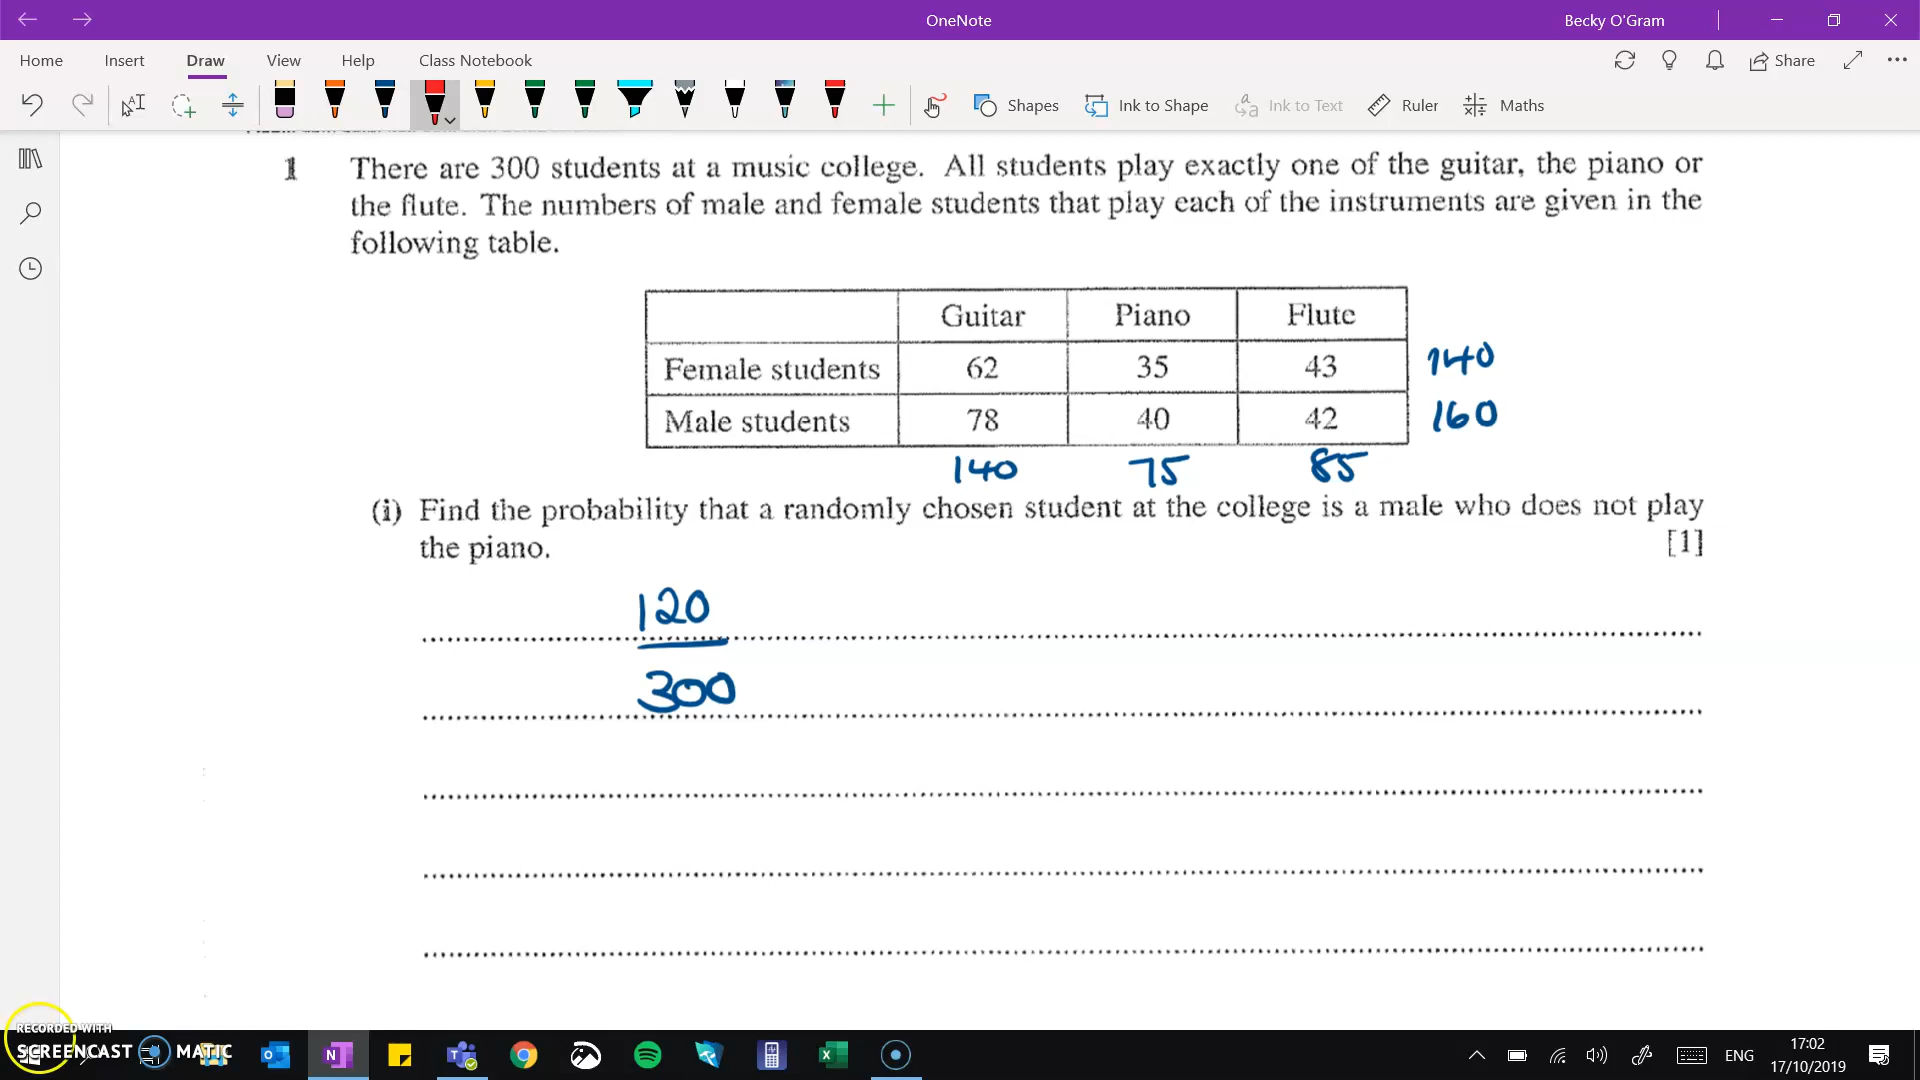 OneNote
Becky O'Gram
Home Insert Draw View Help Class Notebook Share
Shapes Ink to Shape Ink to Text Ruler Maths
1 There are 300 students at a music college. All students play exactly one of the guitar, the piano or
the flute. The numbers of male and female students that play each of the instruments are given in the
following table.
Guitar Piano Flute
Female students 62 35 43 140
Male students 78 40 42 160
140 75 85
(i) Find the probability that a randomly chosen student at the college is a male who does not play
the piano. [1]
120
300
RECORDED WITH
SCREENCAST MATIC
ENG
17:02
17/10/2019